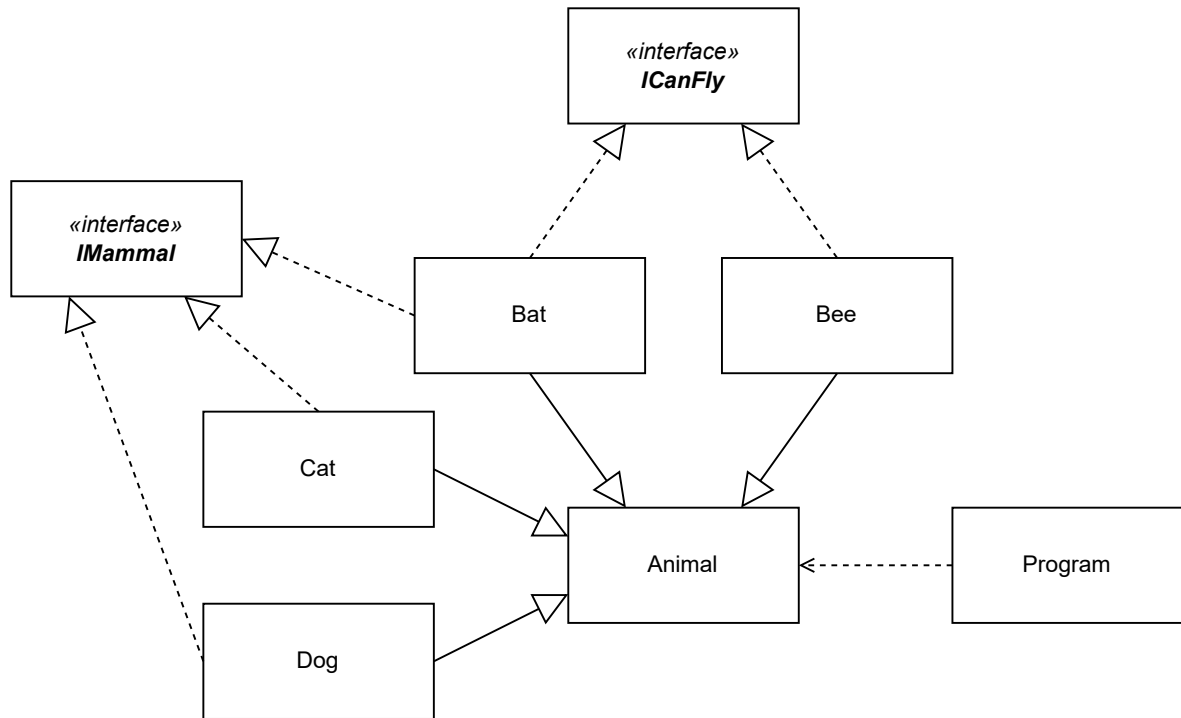 «interface»
ICanFly
«interface»
IMammal
Bat
Bee
Cat
Animal
Program
Dog